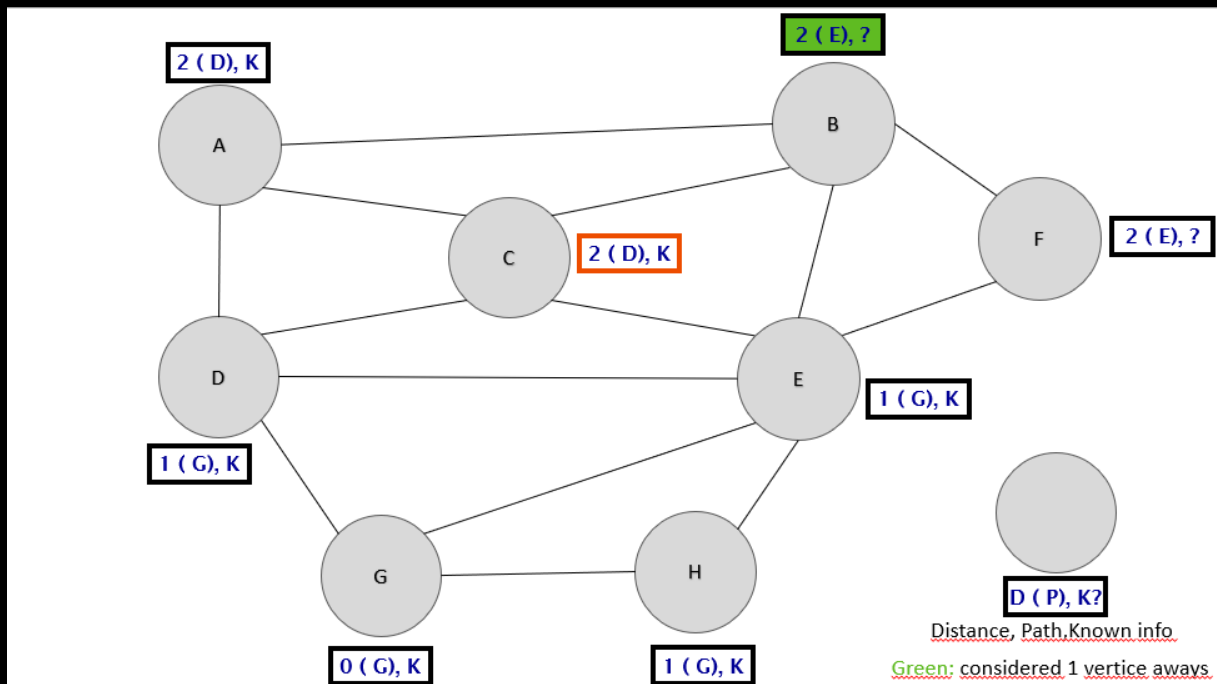 2 ( E), ?
2 ( D), K
A
B
F
2 ( E), ?
C
2 ( D), K
D
E
1 ( G), K
1 ( G), K
G
H
0 ( G), K
1 ( G), K
D ( P), K?
Distance, Path,Known info
Green: considered 1 vertice aways